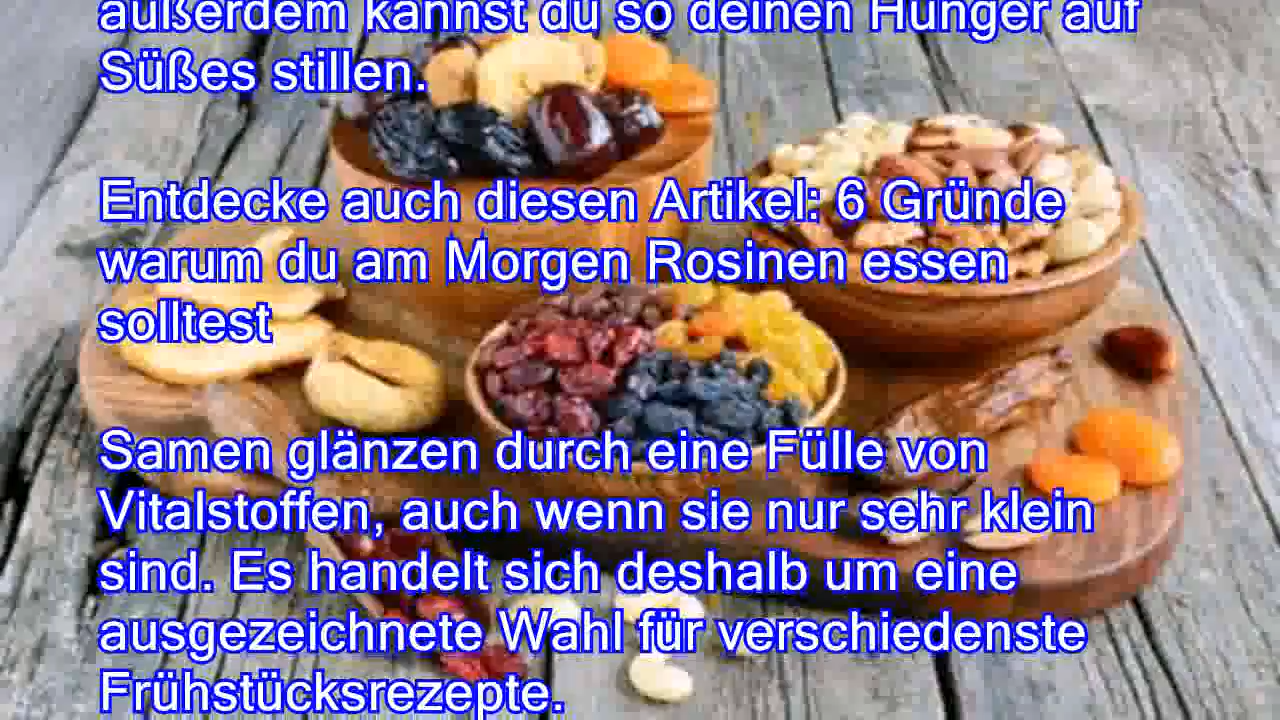 außerdem kannst du so deinen Hunger auf
Süßes stillen.
Entdecke auch diesen Artikel: 6 Gründe
warum du am Morgen Rosinen essen
solltest
Samen glänzen durch eine Fülle von
Vitalstoffen, auch wenn sie nur sehr klein
sind. Es handelt sich deshalb um eine
ausgezeichnete Wahl für verschiedenste
Frühstücksrezepte.